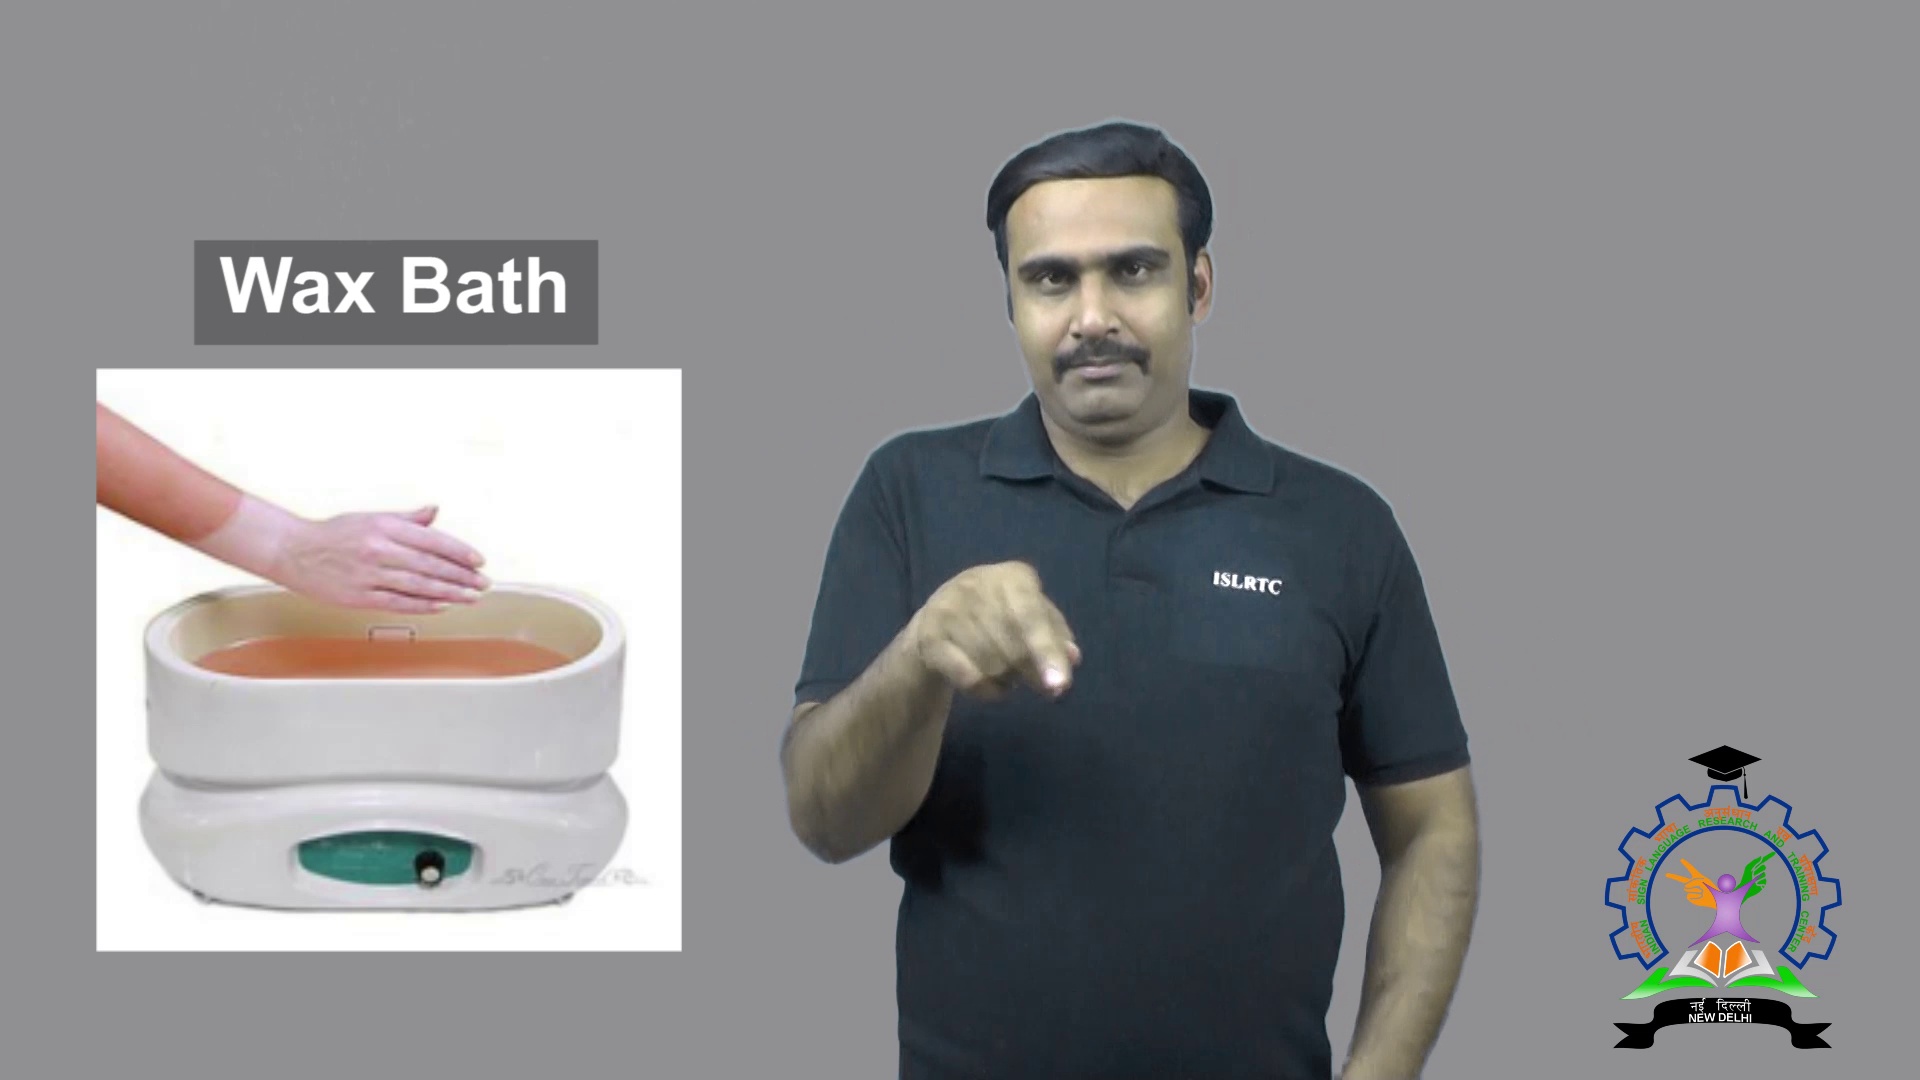 Wax Bath
ISLRTC
INDIAN SIGN LANGUAGE RESEARCH AND TRAINING CENTER
नई दिल्ली
NEW DELHI